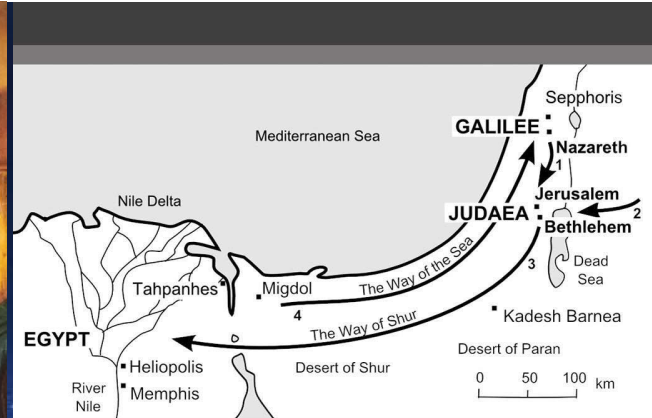 Sepphoris
GALILEE
Mediterranean Sea
Nazareth
1
Jerusalem
Nile Delta
JUDAEA
2
Bethlehem
3
The Way of the Sea
Dead
Sea
Tahpanhes
Migdol
4
The Way of Shur
Kadesh Barnea
EGYPT
Desert of Paran
Heliopolis
Desert of Shur
River
Nile
Memphis
0 50 100 km